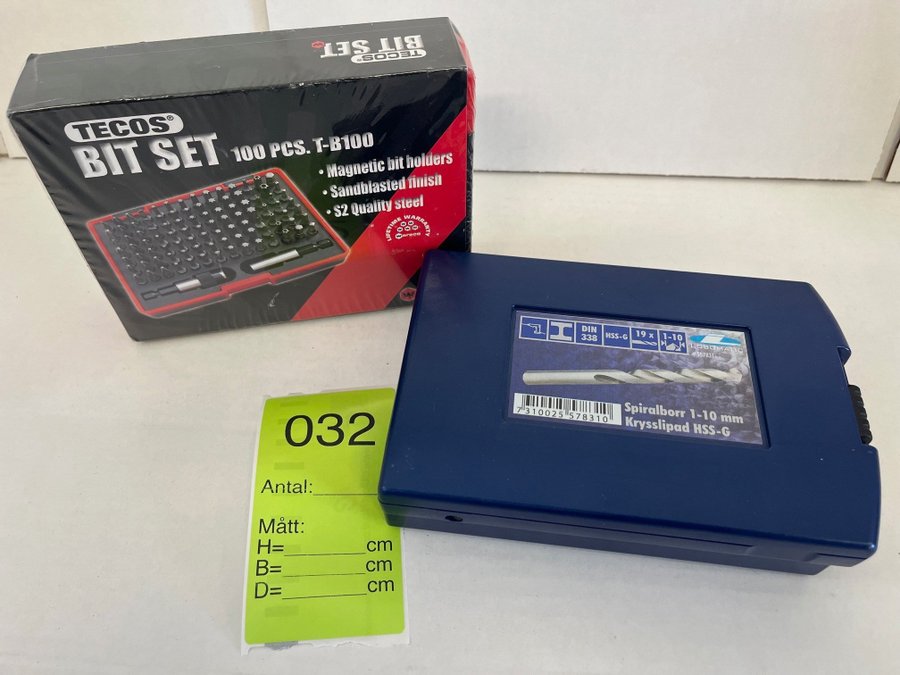 TECOS
BIT SET
TECOS®
BIT SET 100 PCS. T-B100
• Magnetic bit holders
• Sandblasted finish
• S2 Quality steel
LIFETIME WARRANTY
DIN
338
HSS-G
19 x
1-10
7 310025 578310
Spiralborr 1-10 mm
Krysslipad HSS-G
032
Antal:
Mått:
H= cm
B= cm
D= cm